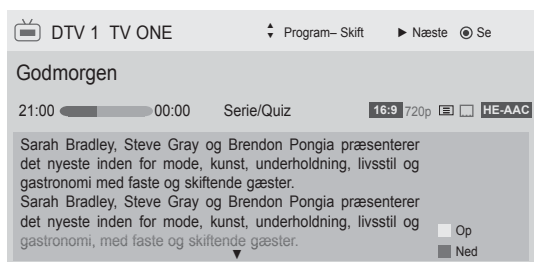 DTV 1 TV ONE Program– Skift Næste Se
Godmorgen
21:00 00:00 Serie/Quiz 16:9 720p HE-AAC
Sarah Bradley, Steve Gray og Brendon Pongia præsenterer
det nyeste inden for mode, kunst, underholdning, livsstil og
gastronomi med faste og skiftende gæster.
Sarah Bradley, Steve Gray og Brendon Pongia præsenterer
det nyeste inden for mode, kunst, underholdning, livsstil og
gastronomi, med faste og skiftende gæster.
Op
Ned